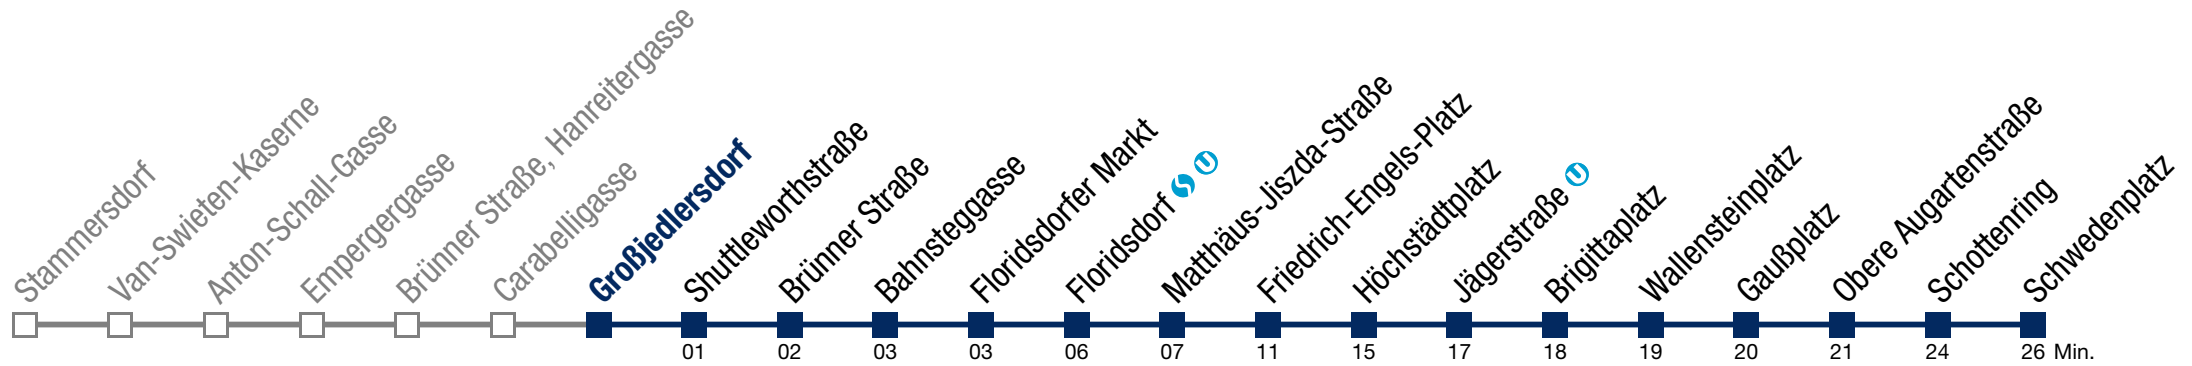 Stammersdorf
Van-Swieten-Kaserne
Anton-Schall-Gasse
Empergergasse
Brünner Straße, Hanreitergasse
Carabelligasse
Großjedlersdorf
Shuttleworthstraße
Brünner Straße
Bahnsteggasse
Floridsdorfer Markt
Floridsdorf S U
Matthäus-Jiszda-Straße
Friedrich-Engels-Platz
Höchstädtplatz
Jägerstraße U
Brigittaplatz
Wallensteinplatz
Gaußplatz
Obere Augartenstraße
Schottenring
Schwedenplatz
01 02 03 03 06 07 11 15 17 18 19 20 21 24 26 Min.